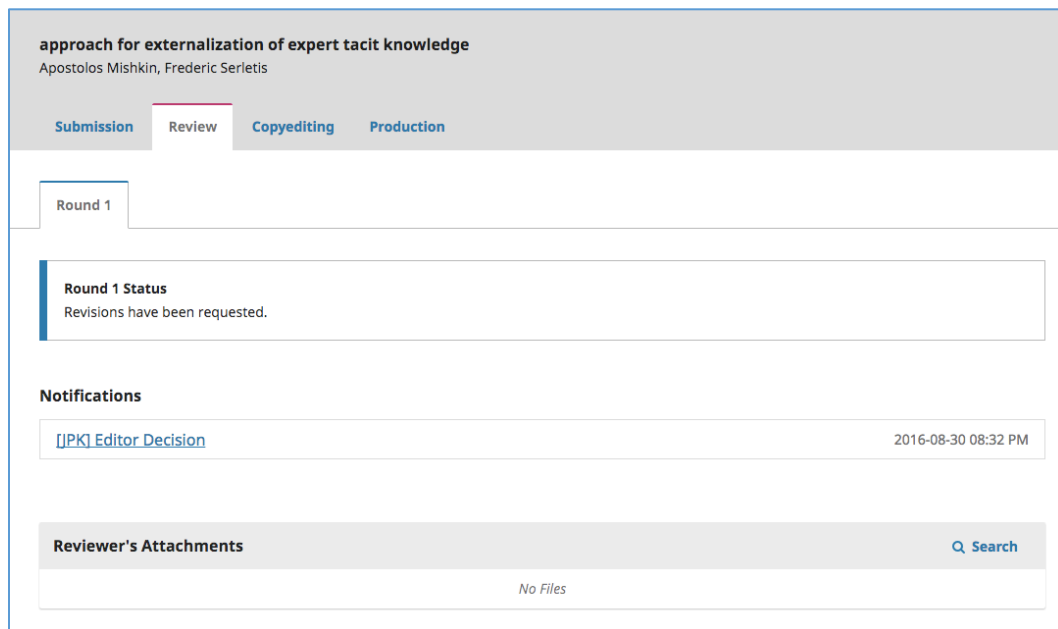 approach for externalization of expert tacit knowledge
Apostolos Mishkin, Frederic Serletis
Submission Review Copyediting Production
Round 1
Round 1 Status
Revisions have been requested.
Notifications
[JPK] Editor Decision 2016-08-30 08:32 PM
Reviewer's Attachments Search
No Files